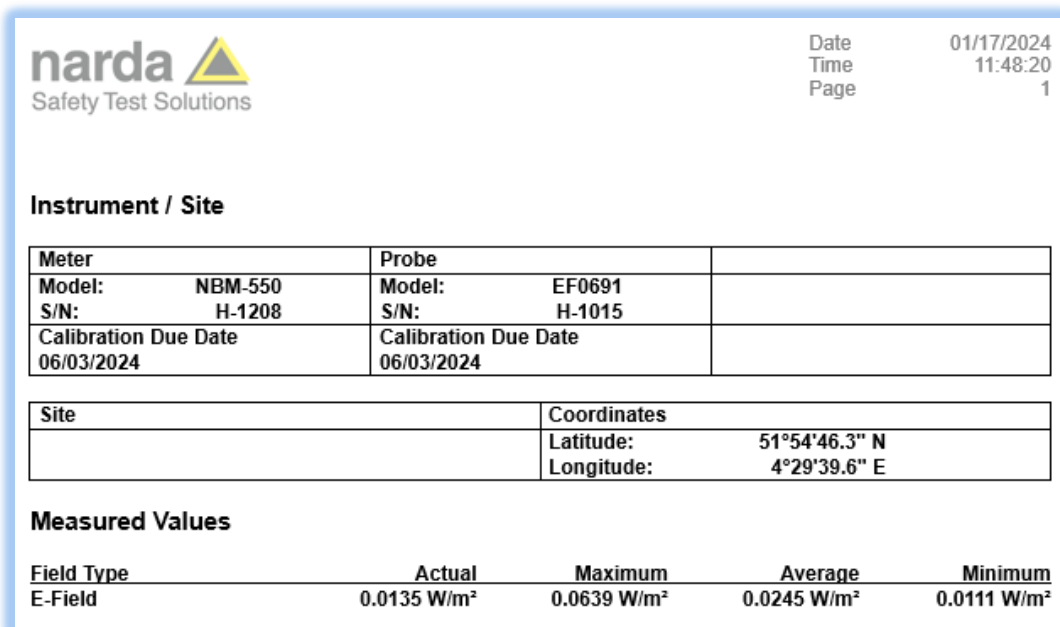 narda
Safety Test Solutions
Date 01/17/2024
Time 11:48:20
Page 1
Instrument / Site
Meter Probe
Model: NBM-550 Model: EF0691
S/N: H-1208 S/N: H-1015
Calibration Due Date Calibration Due Date
06/03/2024 06/03/2024
Site Coordinates
Latitude: 51°54'46.3" N
Longitude: 4°29'39.6" E
Measured Values
Field Type Actual Maximum Average Minimum
E-Field 0.0135 W/m² 0.0639 W/m² 0.0245 W/m² 0.0111 W/m²